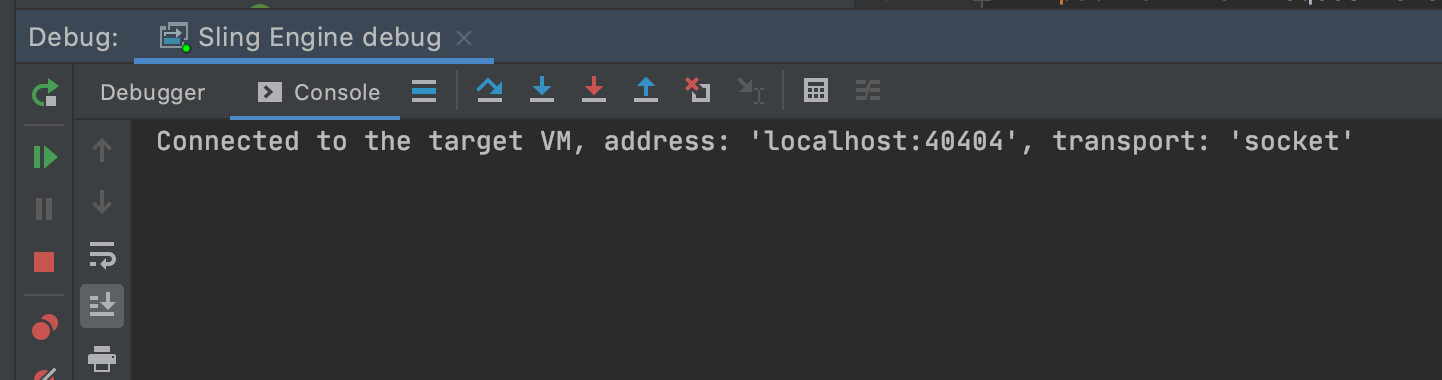 Debug: Sling Engine debug
Debugger Console
Connected to the target VM, address: 'localhost:40404', transport: 'socket'